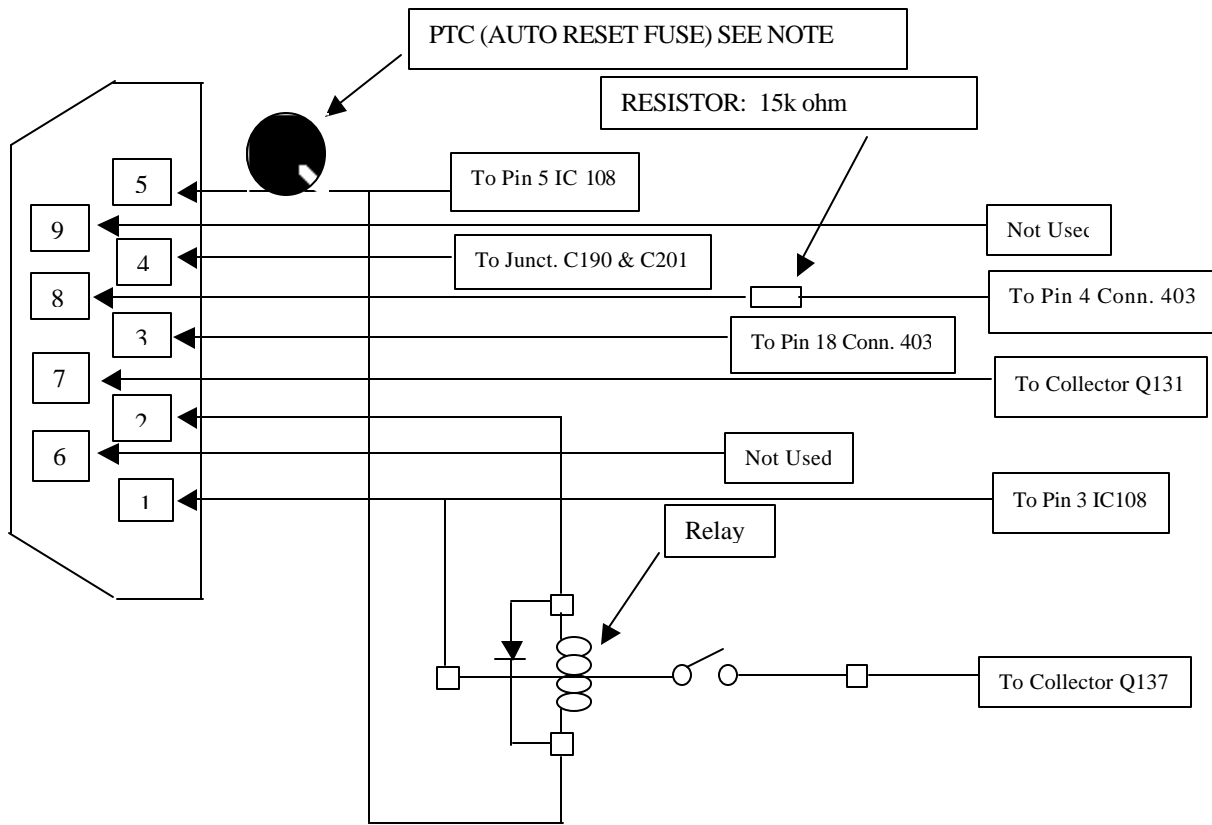 PTC (AUTO RESET FUSE) SEE NOTE
RESISTOR: 15k ohm
5
To Pin 5 IC 108
9
Not Used
4
To Junct. C190 & C201
8
To Pin 4 Conn. 403
3
To Pin 18 Conn. 403
7
To Collector Q131
2
6
Not Used
1
To Pin 3 IC108
Relay
To Collector Q137